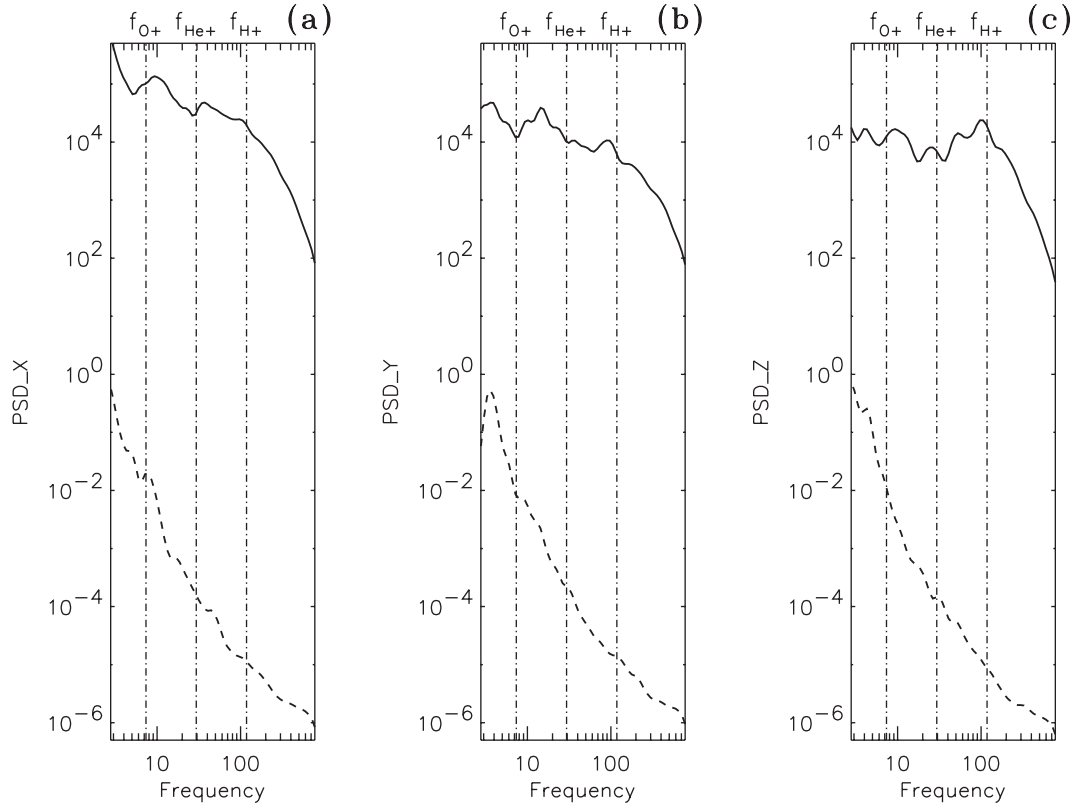 f_O+ f_He+ f_H+ (a)
PSD_X
10^4
10^2
10^0
10^-2
10^-4
10^-6
10 100
Frequency
f_O+ f_He+ f_H+ (b)
PSD_Y
10^4
10^2
10^0
10^-2
10^-4
10^-6
10 100
Frequency
f_O+ f_He+ f_H+ (c)
PSD_Z
10^4
10^2
10^0
10^-2
10^-4
10^-6
10 100
Frequency